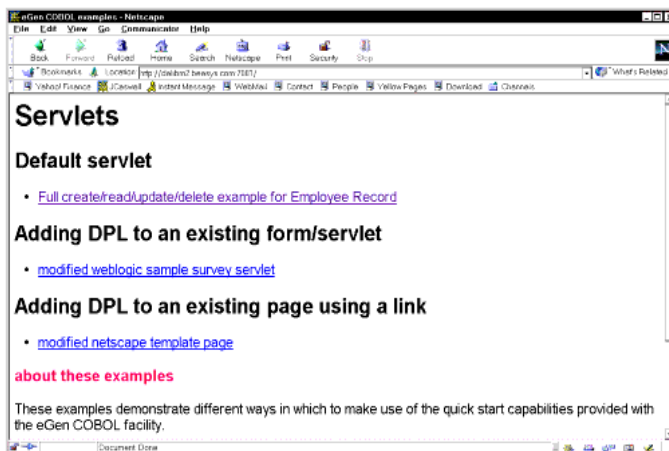 eGen COBOL examples - Netscape
File Edit View Go Communicator Help
Back Forward Reload Home Search Netscape Print Security Stop
Bookmarks Location: http://dalibm2.beasys.com:7001/ What's Related
Yahoo! Finance JCaswell Instant Message WebMail Contact People Yellow Pages Download Channels
Servlets
Default servlet
• Full create/read/update/delete example for Employee Record
Adding DPL to an existing form/servlet
• modified weblogic sample survey servlet
Adding DPL to an existing page using a link
• modified netscape template page
about these examples
These examples demonstrate different ways in which to make use of the quick start capabilities provided with
the eGen COBOL facility.
Document Done